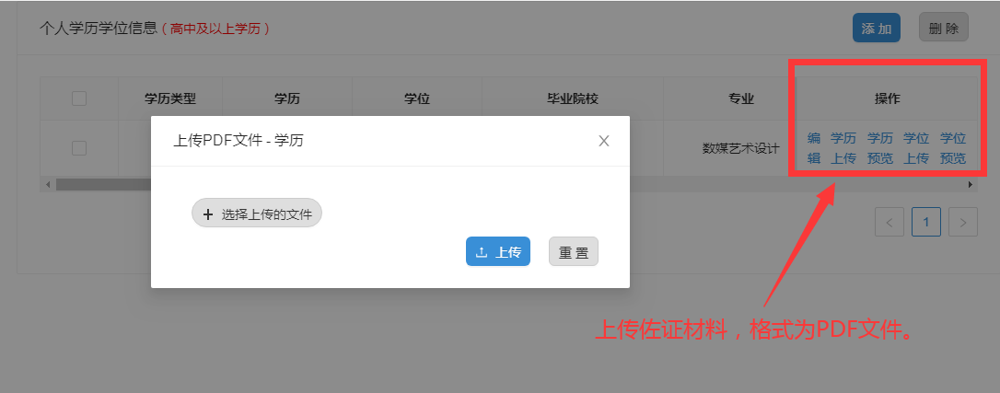 个人学历学位信息（高中及以上学历）
添 加
删 除
学历类型
学历
学位
毕业院校
专业
操作
上传PDF文件 - 学历
数媒艺术设计
编辑
学历上传
学历预览
学位上传
学位预览
选择上传的文件
上传
重 置
1
上传佐证材料，格式为PDF文件。